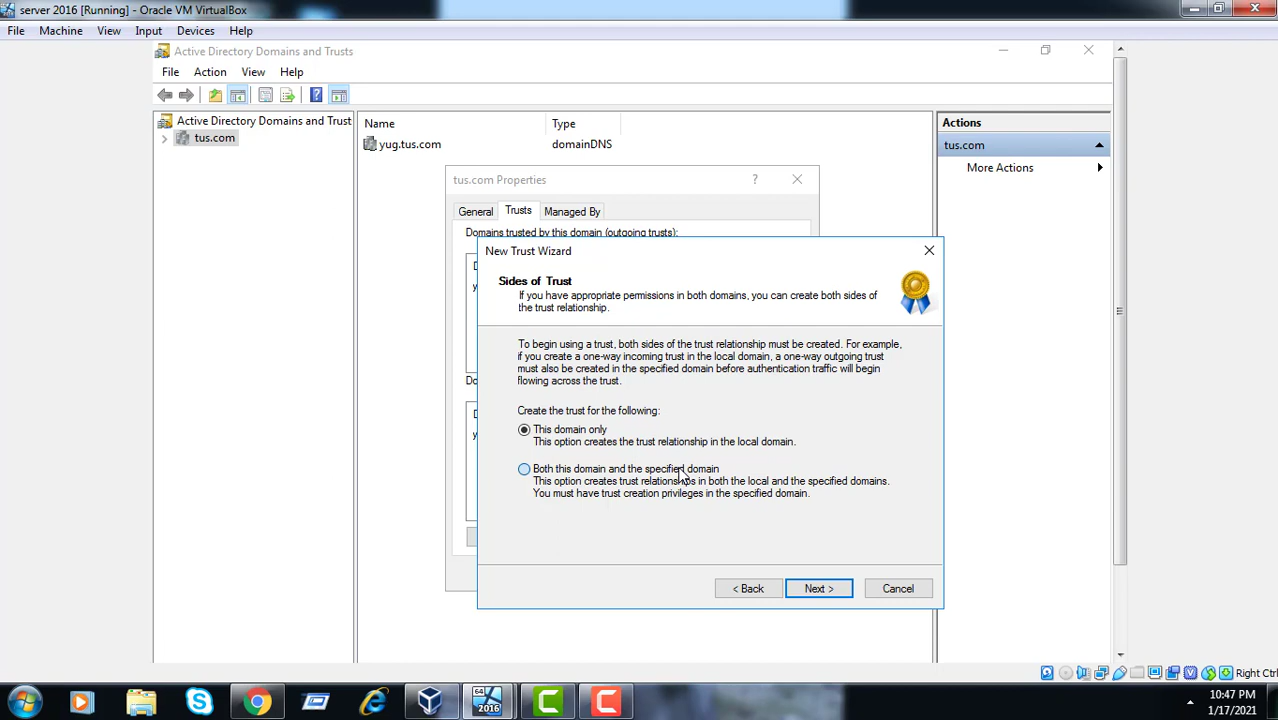 server 2016 [Running] - Oracle VM VirtualBox
File Machine View Input Devices Help
Active Directory Domains and Trusts
File Action View Help
Active Directory Domains and Trust
tus.com
Name Type
yug.tus.com domainDNS
Actions
tus.com
More Actions
tus.com Properties
?
General Trusts Managed By
Domains trusted by this domain (outgoing trusts):
New Trust Wizard
Sides of Trust
If you have appropriate permissions in both domains, you can create both sides of
the trust relationship.
To begin using a trust, both sides of the trust relationship must be created. For example,
if you create a one-way incoming trust in the local domain, a one-way outgoing trust
must also be created in the specified domain before authentication traffic will begin
flowing across the trust.
Create the trust for the following:
This domain only
This option creates the trust relationship in the local domain.
Both this domain and the specified domain
This option creates trust relationships in both the local and the specified domains.
You must have trust creation privileges in the specified domain.
< Back Next > Cancel
Right Ctrl
64
2016
10:47 PM
1/17/2021